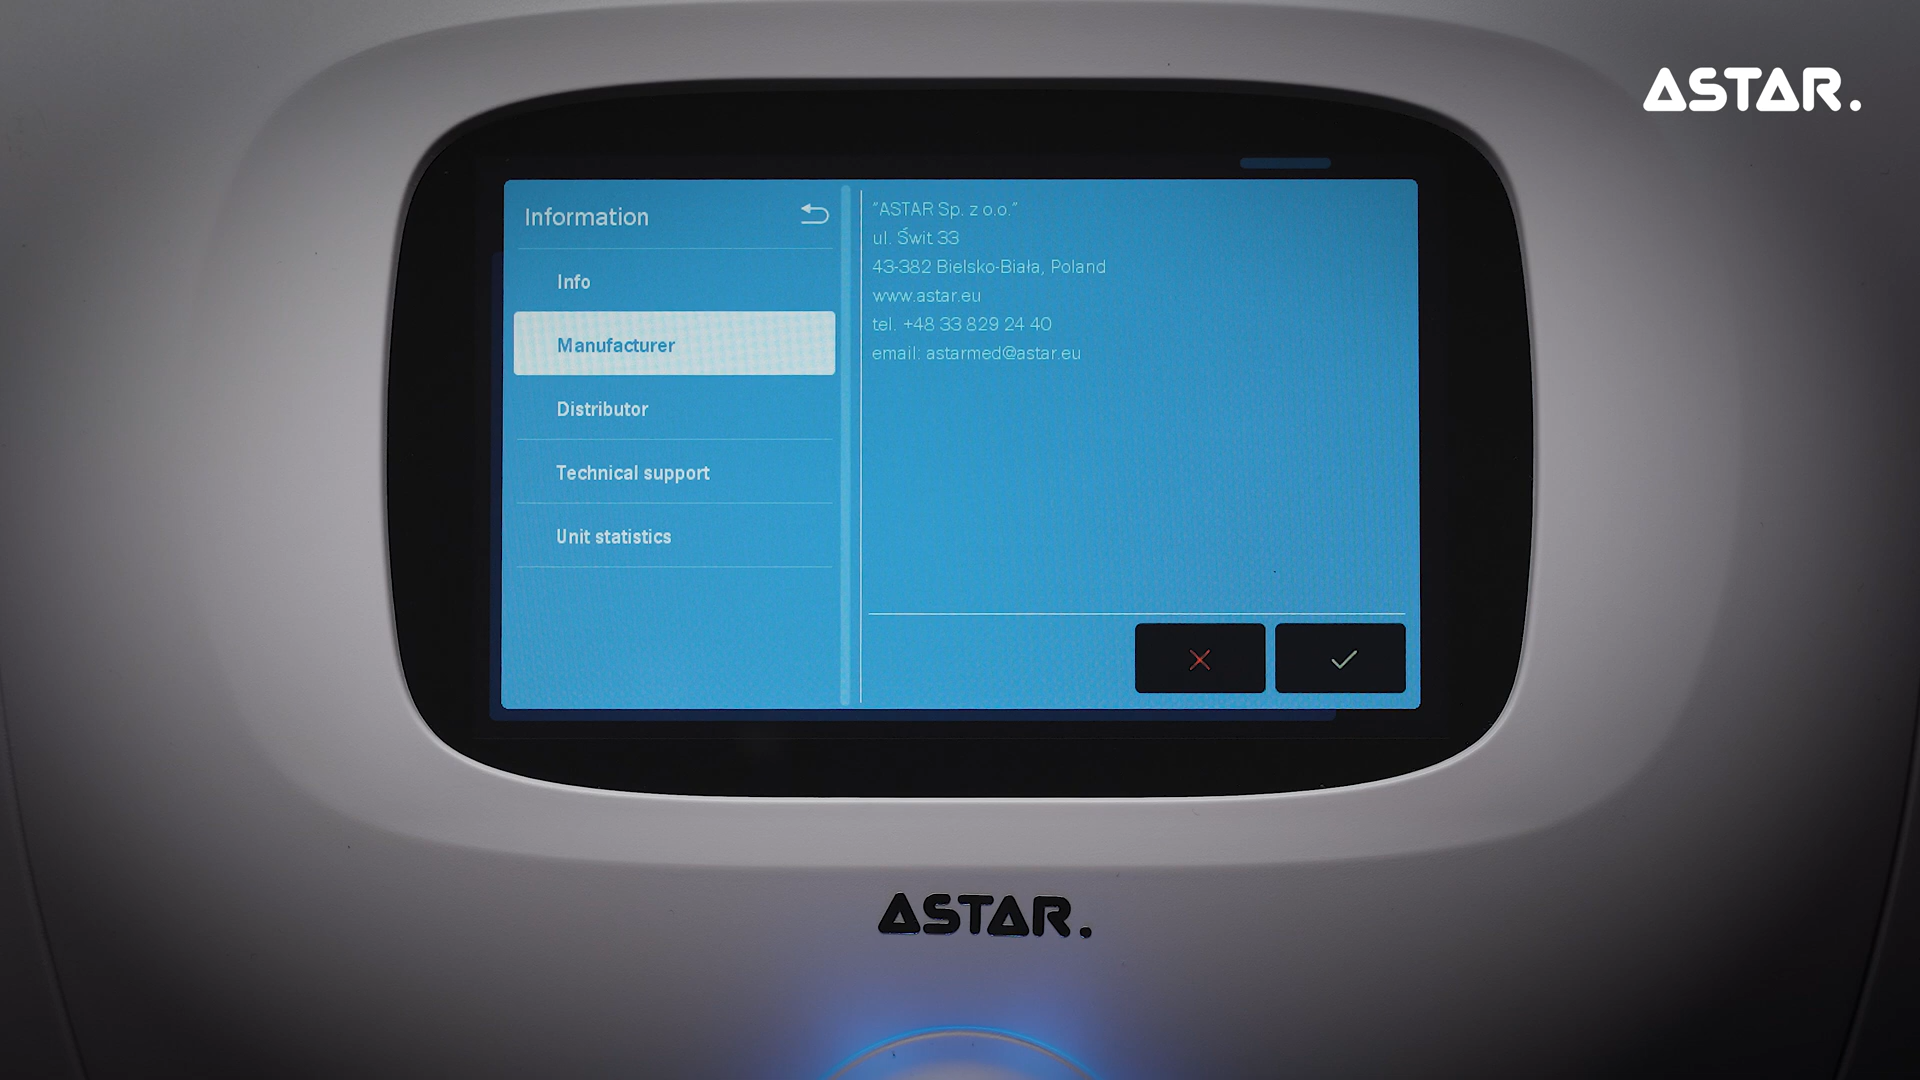 ASTAR.
Information
Info
Manufacturer
Distributor
Technical support
Unit statistics
"ASTAR Sp. z o.o."
ul. Świt 33
43-382 Bielsko-Biała, Poland
www.astar.eu
tel. +48 33 829 24 40
email: astarmed@astar.eu
ASTAR.